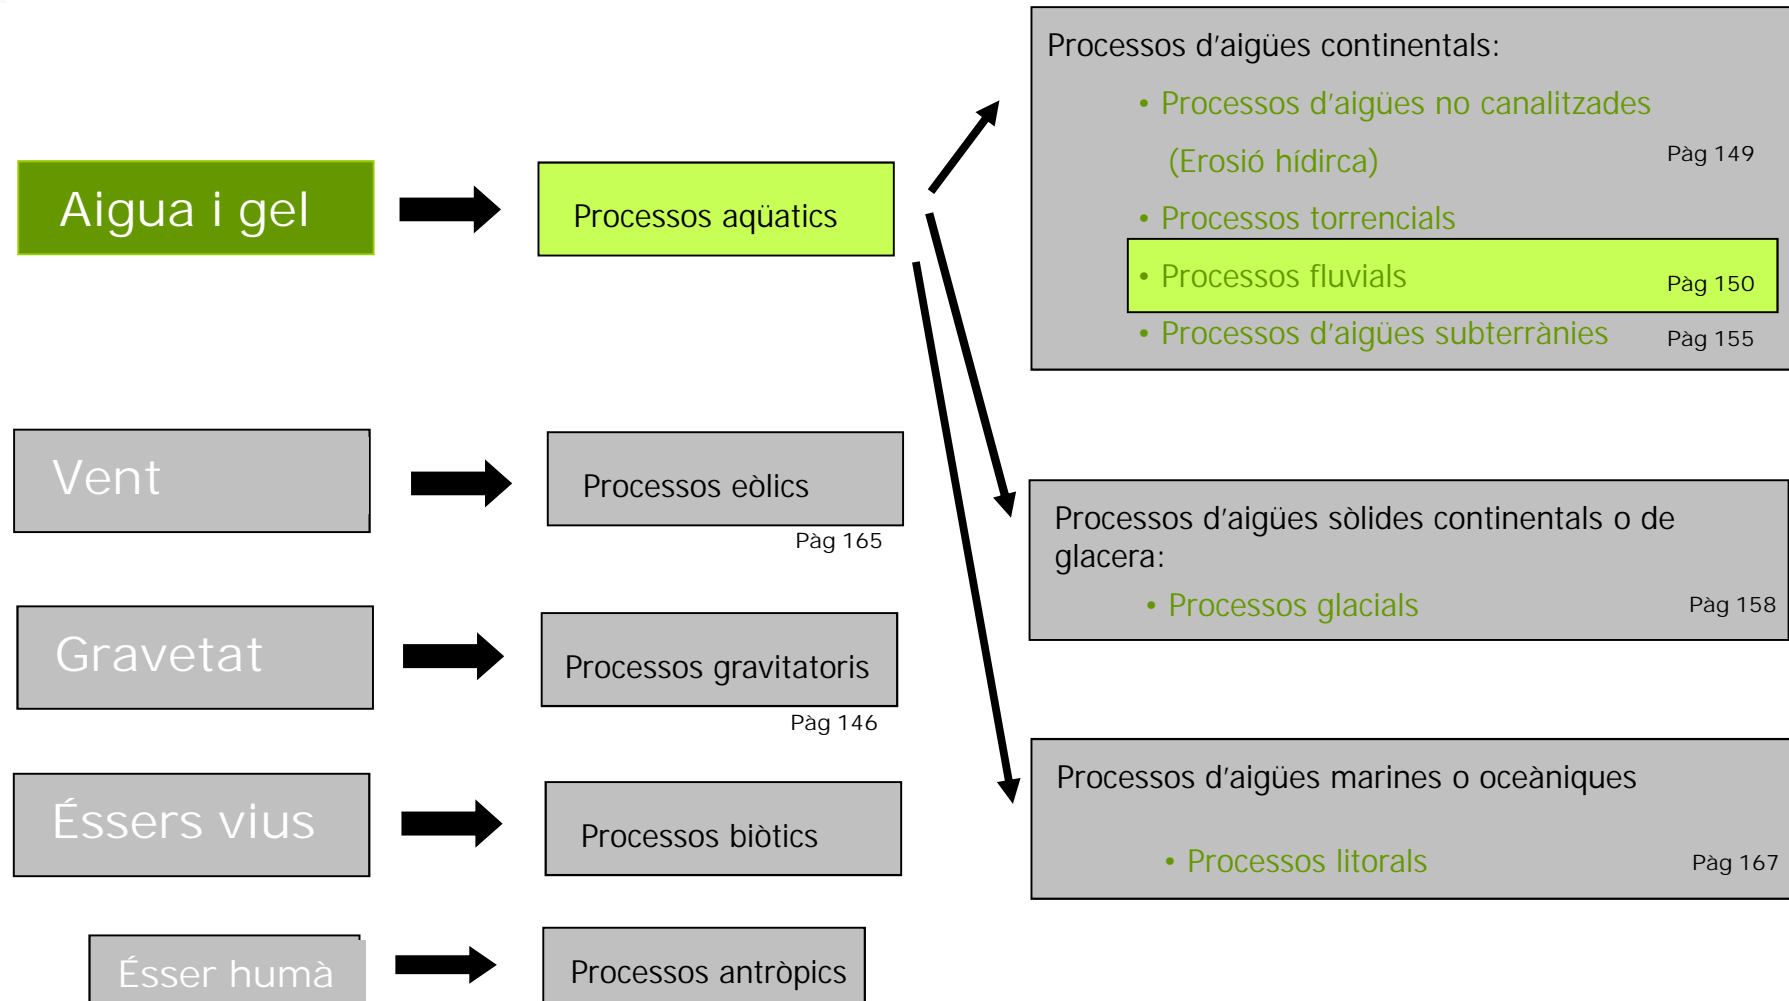 Aigua i gel
Processos aqüatics
Processos d'aigües continentals:
• Processos d'aigües no canalitzades
(Erosió hídirca) Pàg 149
• Processos torrencials
• Processos fluvials Pàg 150
• Processos d'aigües subterrànies Pàg 155
Vent
Processos eòlics
Pàg 165
Processos d'aigües sòlides continentals o de
glacera:
• Processos glacials Pàg 158
Gravetat
Processos gravitatoris
Pàg 146
Processos d'aigües marines o oceàniques
• Processos litorals Pàg 167
Éssers vius
Processos biòtics
Ésser humà
Processos antròpics